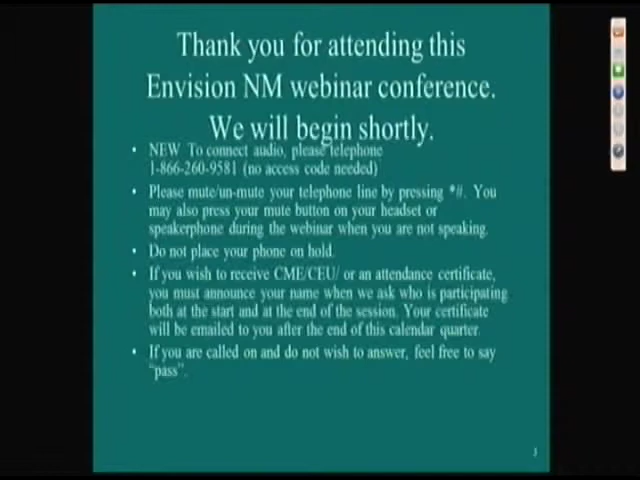 Thank you for attending this
Envision NM webinar conference.
We will begin shortly.
• NEW To connect audio, please telephone
1-866-260-9581 (no access code needed)
• Please mute/un-mute your telephone line by pressing *#. You
may also press your mute button on your headset or
speakerphone during the webinar when you are not speaking.
• Do not place your phone on hold.
• If you wish to receive CME/CEU/ or an attendance certificate,
you must announce your name when we ask who is participating
both at the start and at the end of the session. Your certificate
will be emailed to you after the end of this calendar quarter.
• If you are called on and do not wish to answer, feel free to say
"pass".